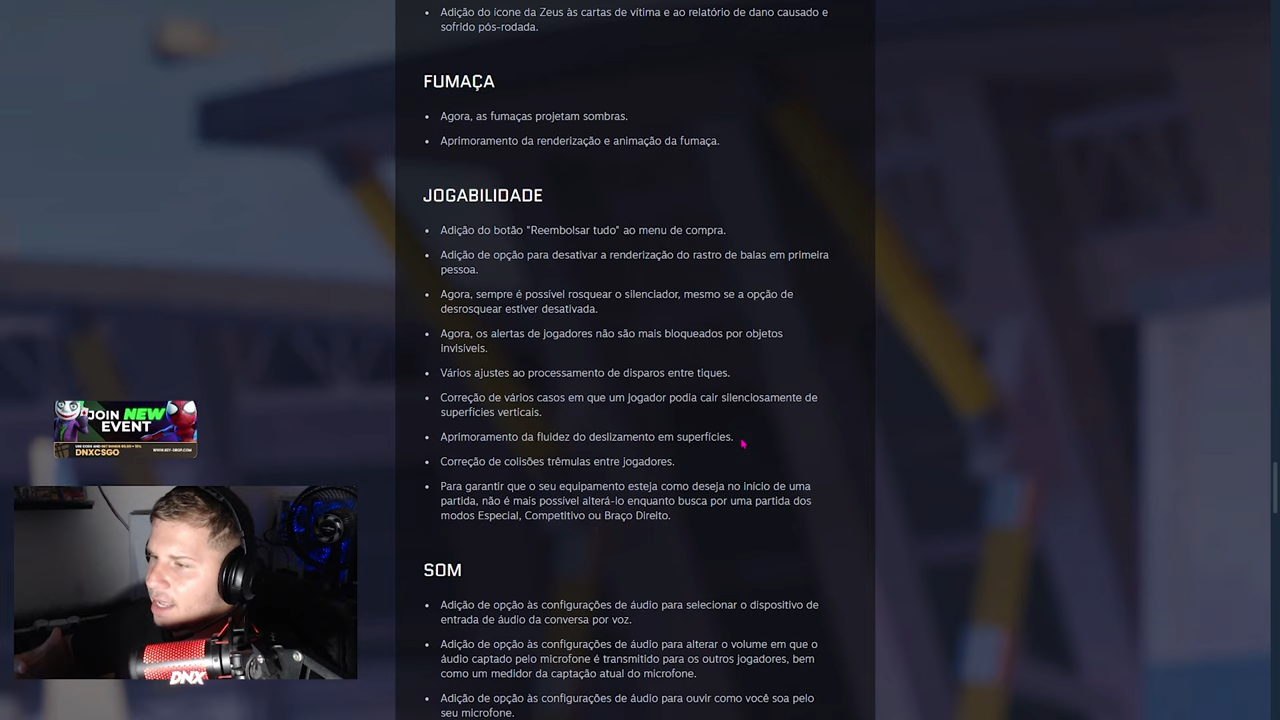 Adição do ícone da Zeus às cartas de vítima e ao relatório de dano causado e
sofrido pós-rodada.
FUMAÇA
Agora, as fumaças projetam sombras.
Aprimoramento da renderização e animação da fumaça.
JOGABILIDADE
Adição do botão "Reembolsar tudo" ao menu de compra.
Adição de opção para desativar a renderização do rastro de balas em primeira
pessoa.
Agora, sempre é possível rosquear o silenciador, mesmo se a opção de
desrosquear estiver desativada.
Agora, os alertas de jogadores não são mais bloqueados por objetos
invisíveis.
Vários ajustes ao processamento de disparos entre tiques.
Correção de vários casos em que um jogador podia cair silenciosamente de
superfícies verticais.
Aprimoramento da fluidez do deslizamento em superfícies.
Correção de colisões trêmulas entre jogadores.
Para garantir que o seu equipamento esteja como deseja no início de uma
partida, não é mais possível alterá-lo enquanto busca por uma partida dos
modos Especial, Competitivo ou Braço Direito.
SOM
Adição de opção às configurações de áudio para selecionar o dispositivo de
entrada de áudio da conversa por voz.
Adição de opção às configurações de áudio para alterar o volume em que o
áudio captado pelo microfone é transmitido para os outros jogadores, bem
como um medidor da captação atual do microfone.
Adição de opção às configurações de áudio para ouvir como você soa pelo
seu microfone.
JOIN NEW
EVENT
DNXCSGO
WWW.KEY-DROP.COM
DNX